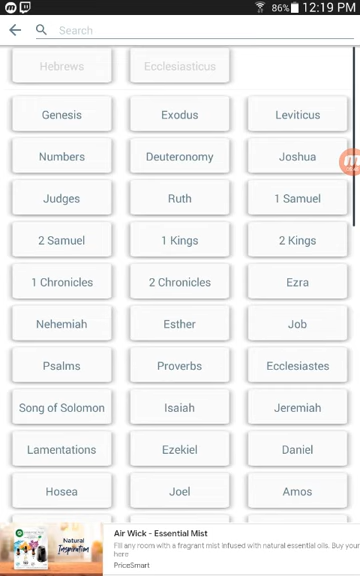 86% 12:19 PM
Search
Hebrews Ecclesiasticus
Genesis Exodus Leviticus
Numbers Deuteronomy Joshua
Judges Ruth 1 Samuel
2 Samuel 1 Kings 2 Kings
1 Chronicles 2 Chronicles Ezra
Nehemiah Esther Job
Psalms Proverbs Ecclesiastes
Song of Solomon Isaiah Jeremiah
Lamentations Ezekiel Daniel
Hosea Joel Amos
Natural
Inspiration
Air Wick - Essential Mist
Fill any room with a fragrant mist infused with natural essential oils. Buy your
here
PriceSmart